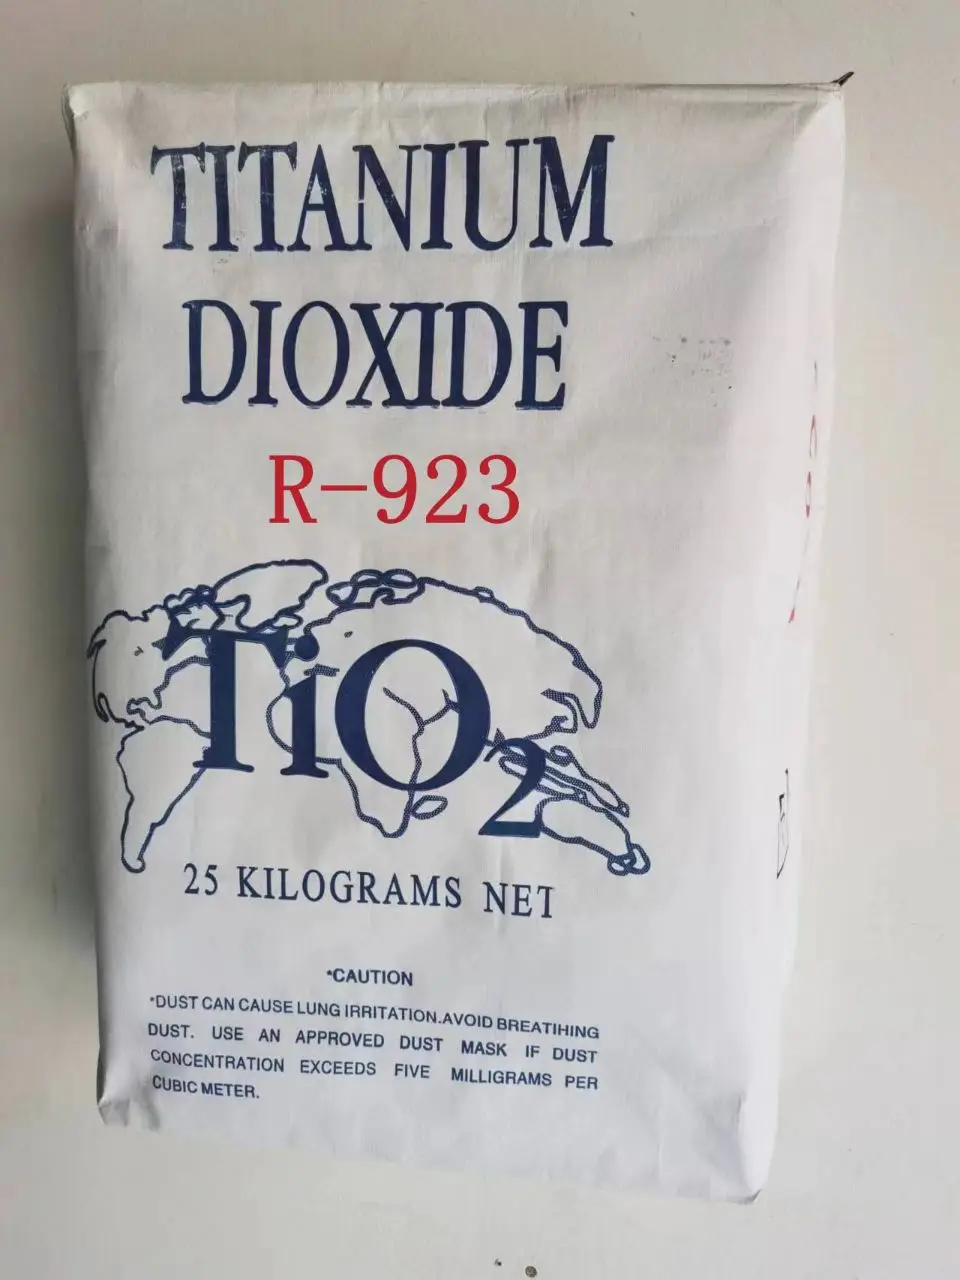 TITANIUM
DIOXIDE
R-923
TiO2
25 KILOGRAMS NET
*CAUTION
*DUST CAN CAUSE LUNG IRRITATION.AVOID BREATIHING
DUST. USE AN APPROVED DUST MASK IF DUST
CONCENTRATION EXCEEDS FIVE MILLIGRAMS PER
CUBIC METER.